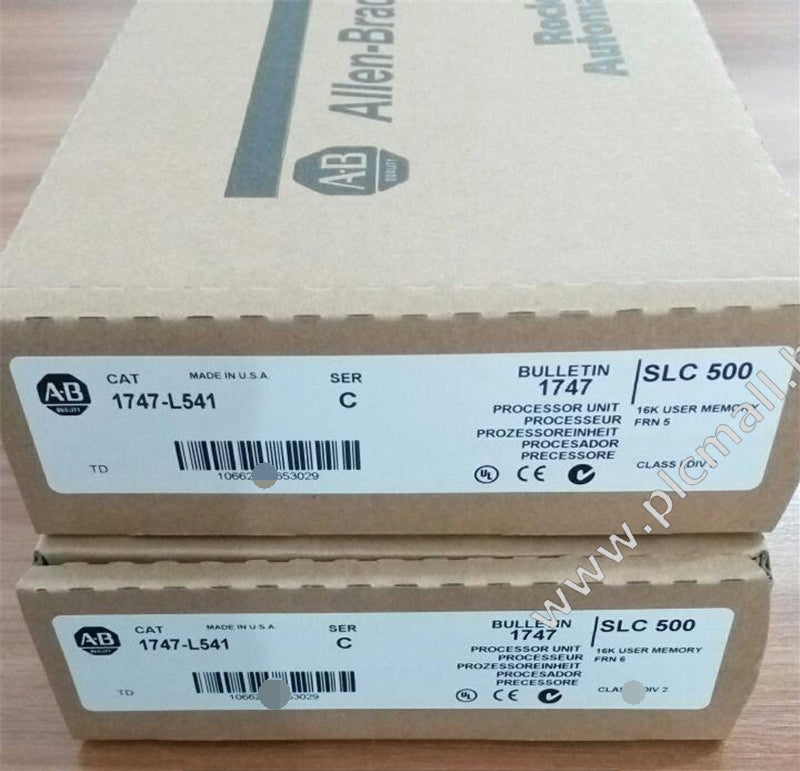 Allen-Brad
Rock
Automa
A-B
QUALITY
A-B
QUALITY
CAT
MADE IN U.S.A.
SER
1747-L541
C
TD
BULLETIN
1747
PROCESSOR UNIT
PROCESSEUR
PROZESSOREINHEIT
PROCESADOR
PRECESSORE
UL CE
SLC 500
16K USER MEMORY
FRN 5
CLASS I DIV
A-B
QUALITY
CAT
MADE IN U.S.A.
SER
1747-L541
C
TD
BULLETIN
1747
PROCESSOR UNIT
PROCESSEUR
PROZESSOREINHEIT
PROCESADOR
PRECESSORE
UL CE
SLC 500
16K USER MEMORY
FRN 6
DIV 2
www.plcmall.h